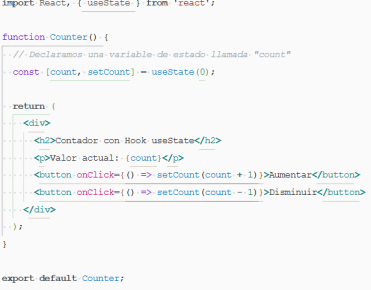 import React, { useState } from 'react';
function Counter() {
// Declaramos una variable de estado llamada "count"
const [count, setCount] = useState(0);
return (
<div>
<h2>Contador con Hook useState</h2>
<p>Valor actual: {count}</p>
<button onClick={() => setCount(count + 1)}>Aumentar</button>
<button onClick={() => setCount(count - 1)}>Disminuir</button>
</div>
);
}
export default Counter;